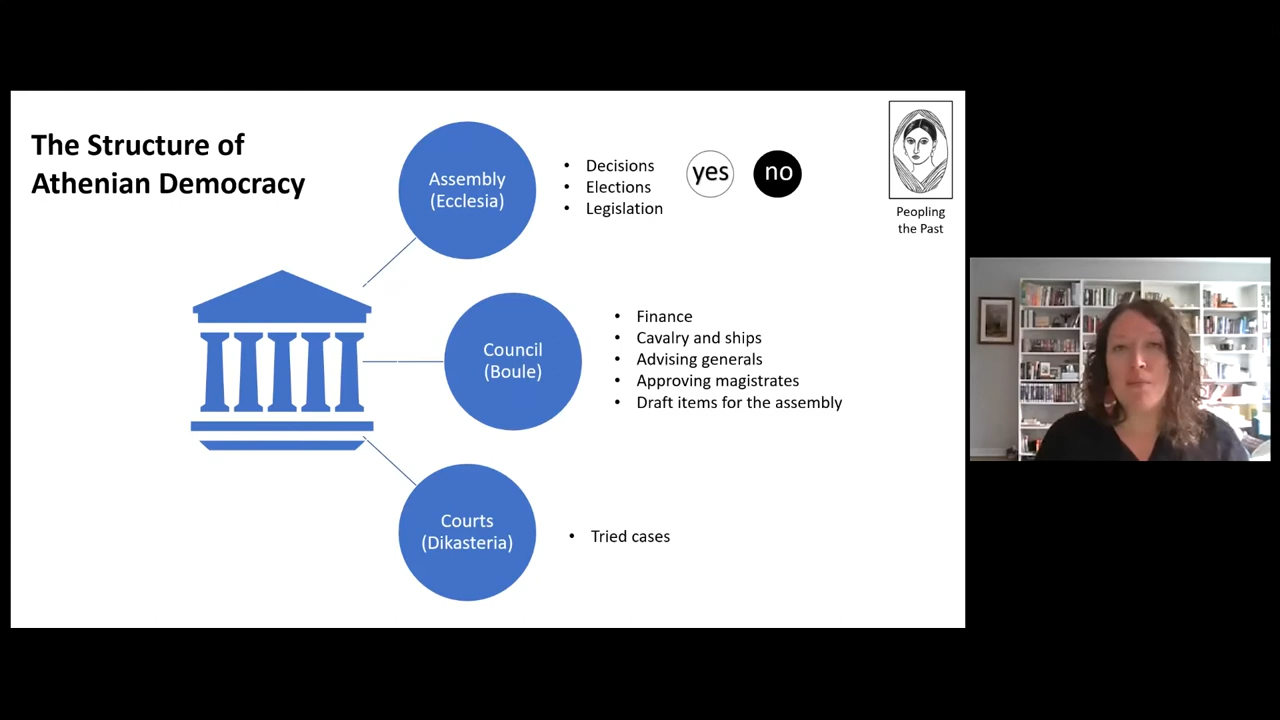 The Structure of
Athenian Democracy
Assembly
(Ecclesia)
• Decisions
• Elections
• Legislation
yes
no
Peopling
the Past
Council
(Boule)
• Finance
• Cavalry and ships
• Advising generals
• Approving magistrates
• Draft items for the assembly
Courts
(Dikasteria)
• Tried cases